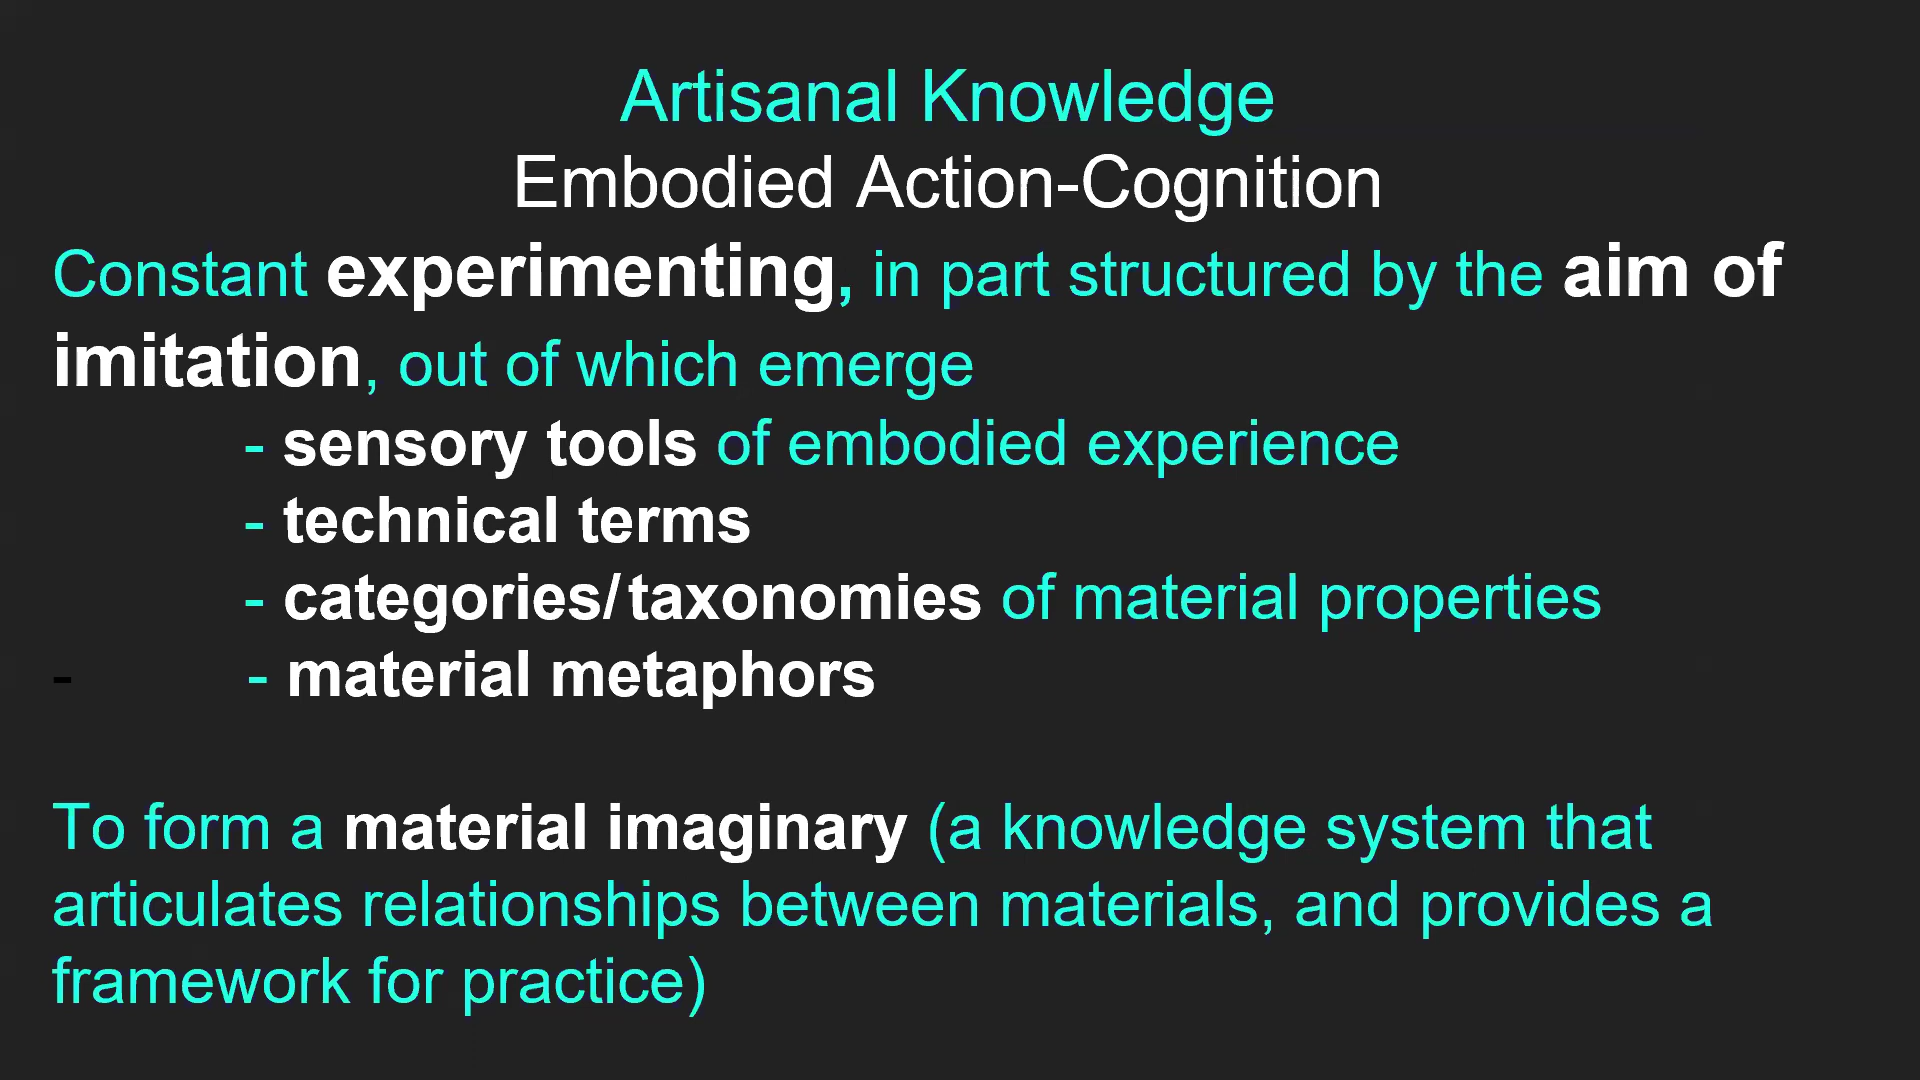 Artisanal Knowledge
Embodied Action-Cognition
Constant experimenting, in part structured by the aim of
imitation, out of which emerge
- sensory tools of embodied experience
- technical terms
- categories/taxonomies of material properties
- - material metaphors
To form a material imaginary (a knowledge system that
articulates relationships between materials, and provides a
framework for practice)